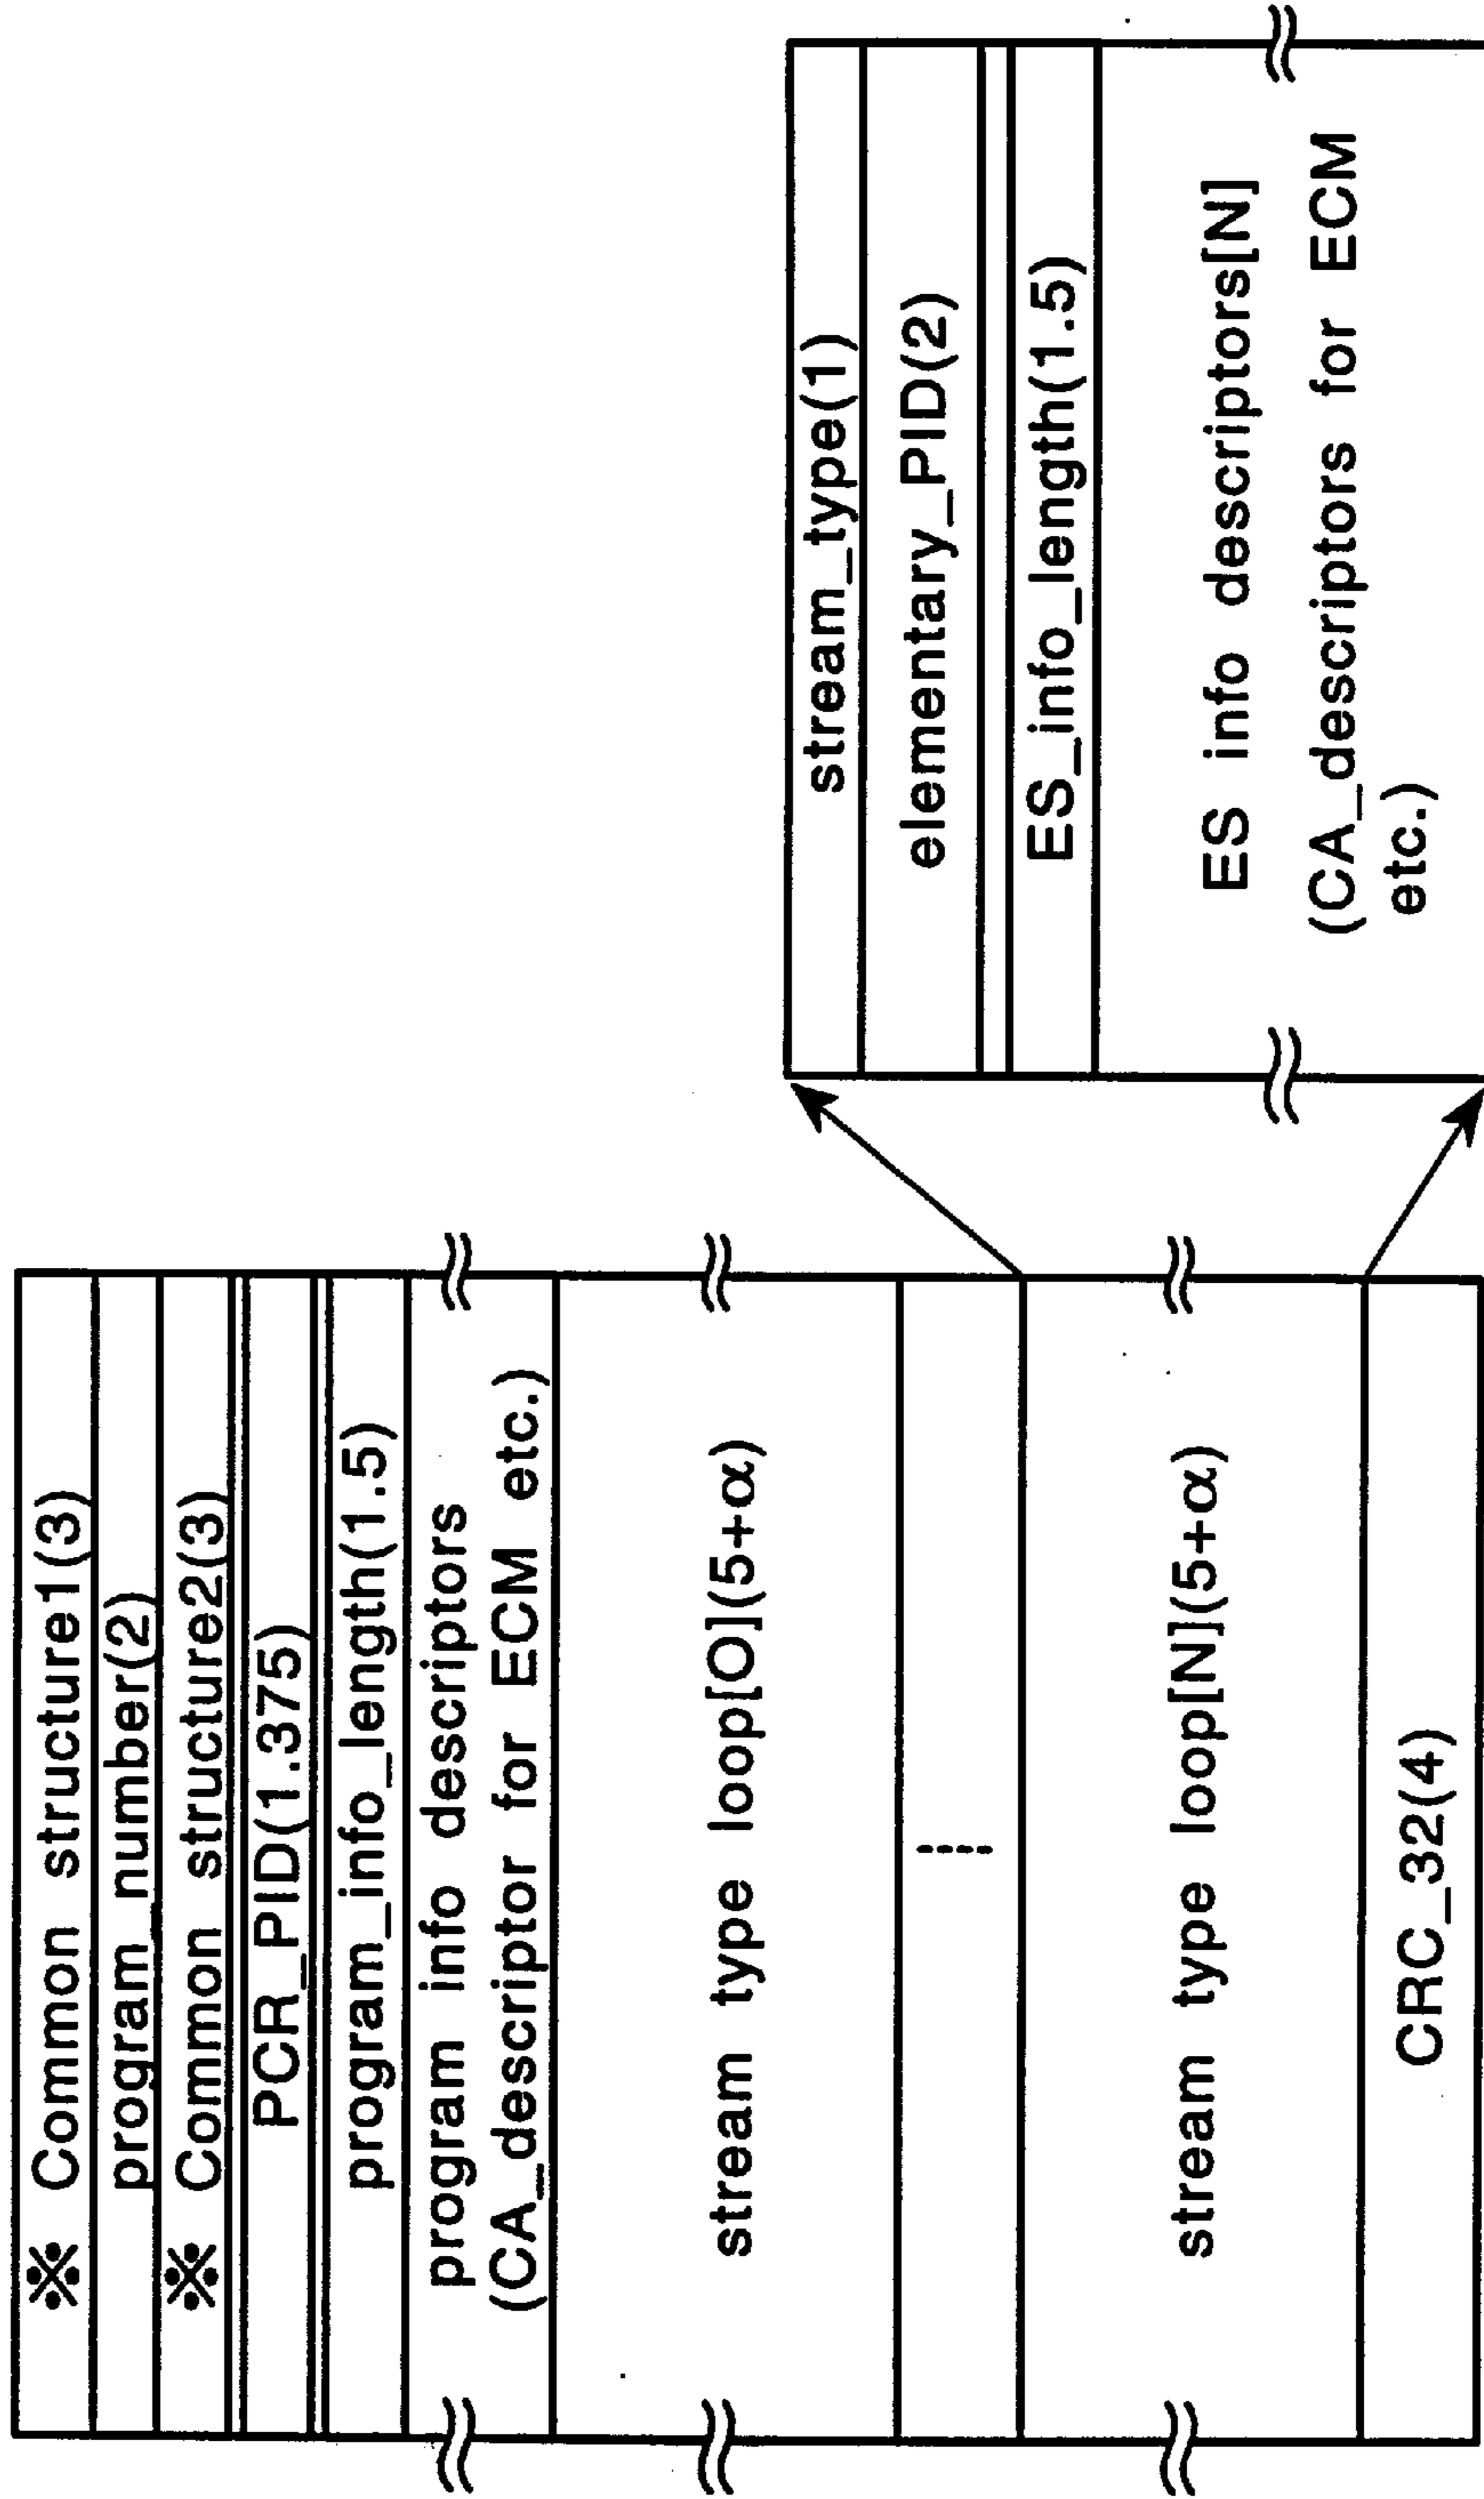 ※ Common structure1(3)
program_number(2)
※ Common structure2(3)
PCR_PID(1.375)
program_info_length(1.5)
program info descriptors
(CA_descriptor for ECM etc.)
stream type loop[O](5+α)
stream type loop[N](5+α)
CRC_32(4)
stream_type(1)
elementary_PID(2)
ES_info_length(1.5)
ES info descriptors[N]
(CA_descriptors for ECM
etc.)